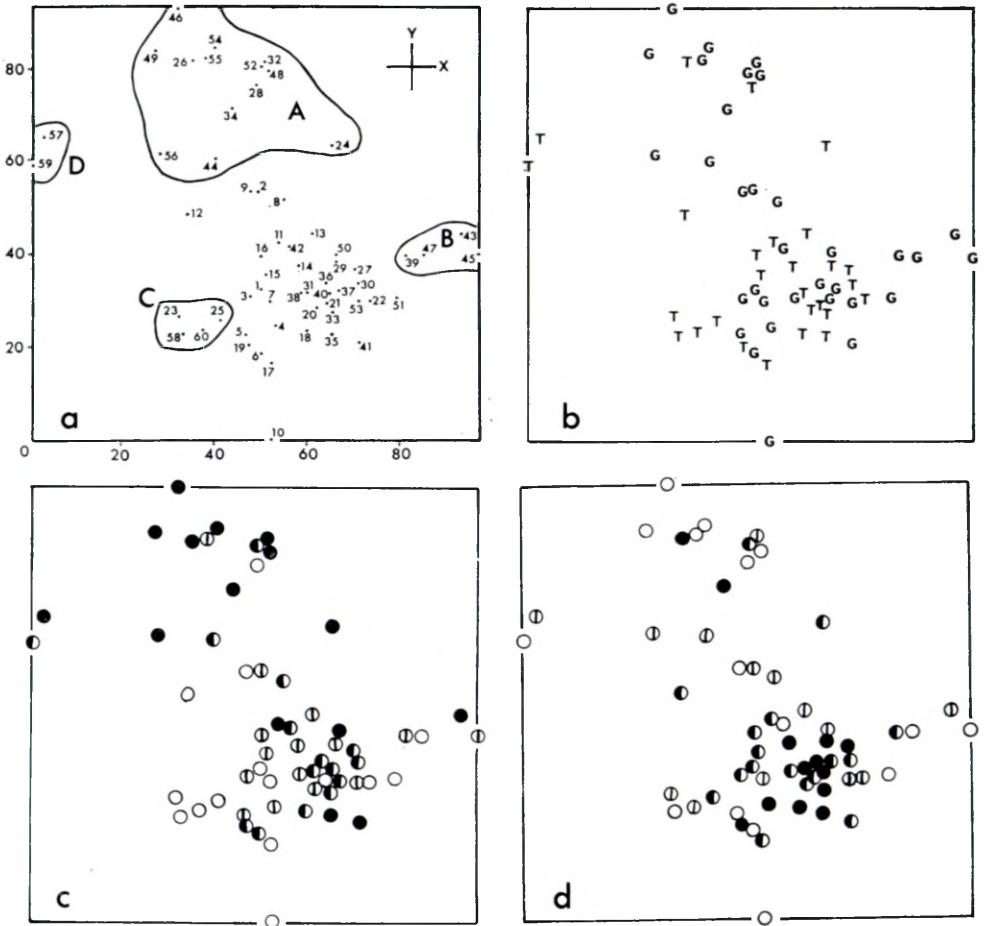 46
54
49 26 55 52 32
80 48
28
34 A
57
24
60 59 D 56 44
9 2
8
12
11 13 43
16 42 50 B 47
40 39 45
14 29 27
15 36
1 31 30
3 7 38 40 37 22 51
C 21 53
23 25 20 33
4
58 60 5 18
20 19 35 41
6
17
10
0 20 40 60 80
Y
X
a
G
G T G G
G G G
T
G
T T
T G G
G G G
T
T T G G
T G G G G G
T T T T
T G G T
G T G G T G G G T G
T T T
T T T G G T T
T T G
G T
G
b
c
d